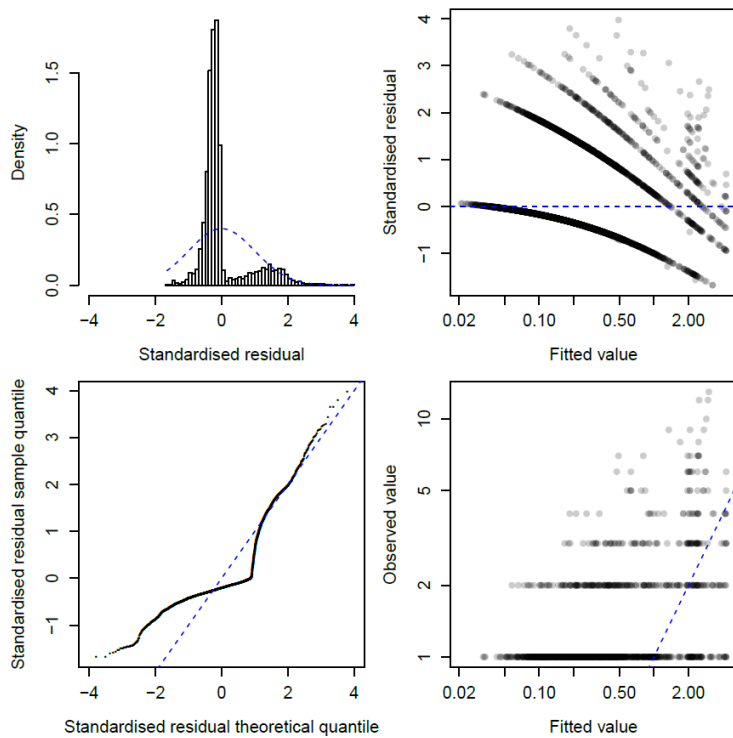 Density
0.0 0.5 1.0 1.5
−4 −2 0 2 4
Standardised residual
Standardised residual
−1 0 1 2 3 4
0.02 0.10 0.50 2.00
Fitted value
Standardised residual sample quantile
−1 0 1 2 3 4
−4 −2 0 2 4
Standardised residual theoretical quantile
Observed value
1 2 5 10
0.02 0.10 0.50 2.00
Fitted value